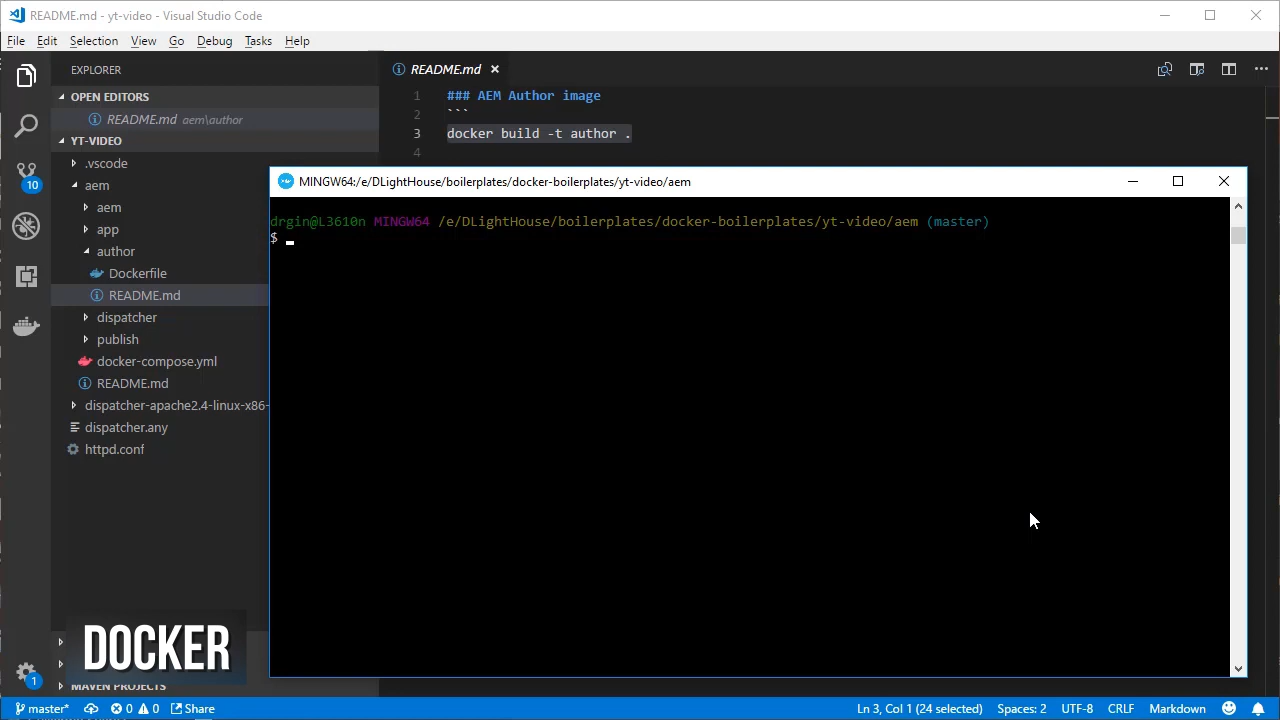 README.md - yt-video - Visual Studio Code
File Edit Selection View Go Debug Tasks Help
EXPLORER
README.md
OPEN EDITORS
README.md aem\author
YT-VIDEO
.vscode
aem
aem
app
author
Dockerfile
README.md
dispatcher
publish
docker-compose.yml
README.md
dispatcher-apache2.4-linux-x86-
dispatcher.any
httpd.conf
10
1 ### AEM Author image
2 ```
3 docker build -t author .
4
MINGW64:/e/DLightHouse/boilerplates/docker-boilerplates/yt-video/aem
drgin@L3610n MINGW64 /e/DLightHouse/boilerplates/docker-boilerplates/yt-video/aem (master)
$
DOCKER
MAVEN PROJECTS
1
master* 0 0 Share Ln 3, Col 1 (24 selected) Spaces: 2 UTF-8 CRLF Markdown